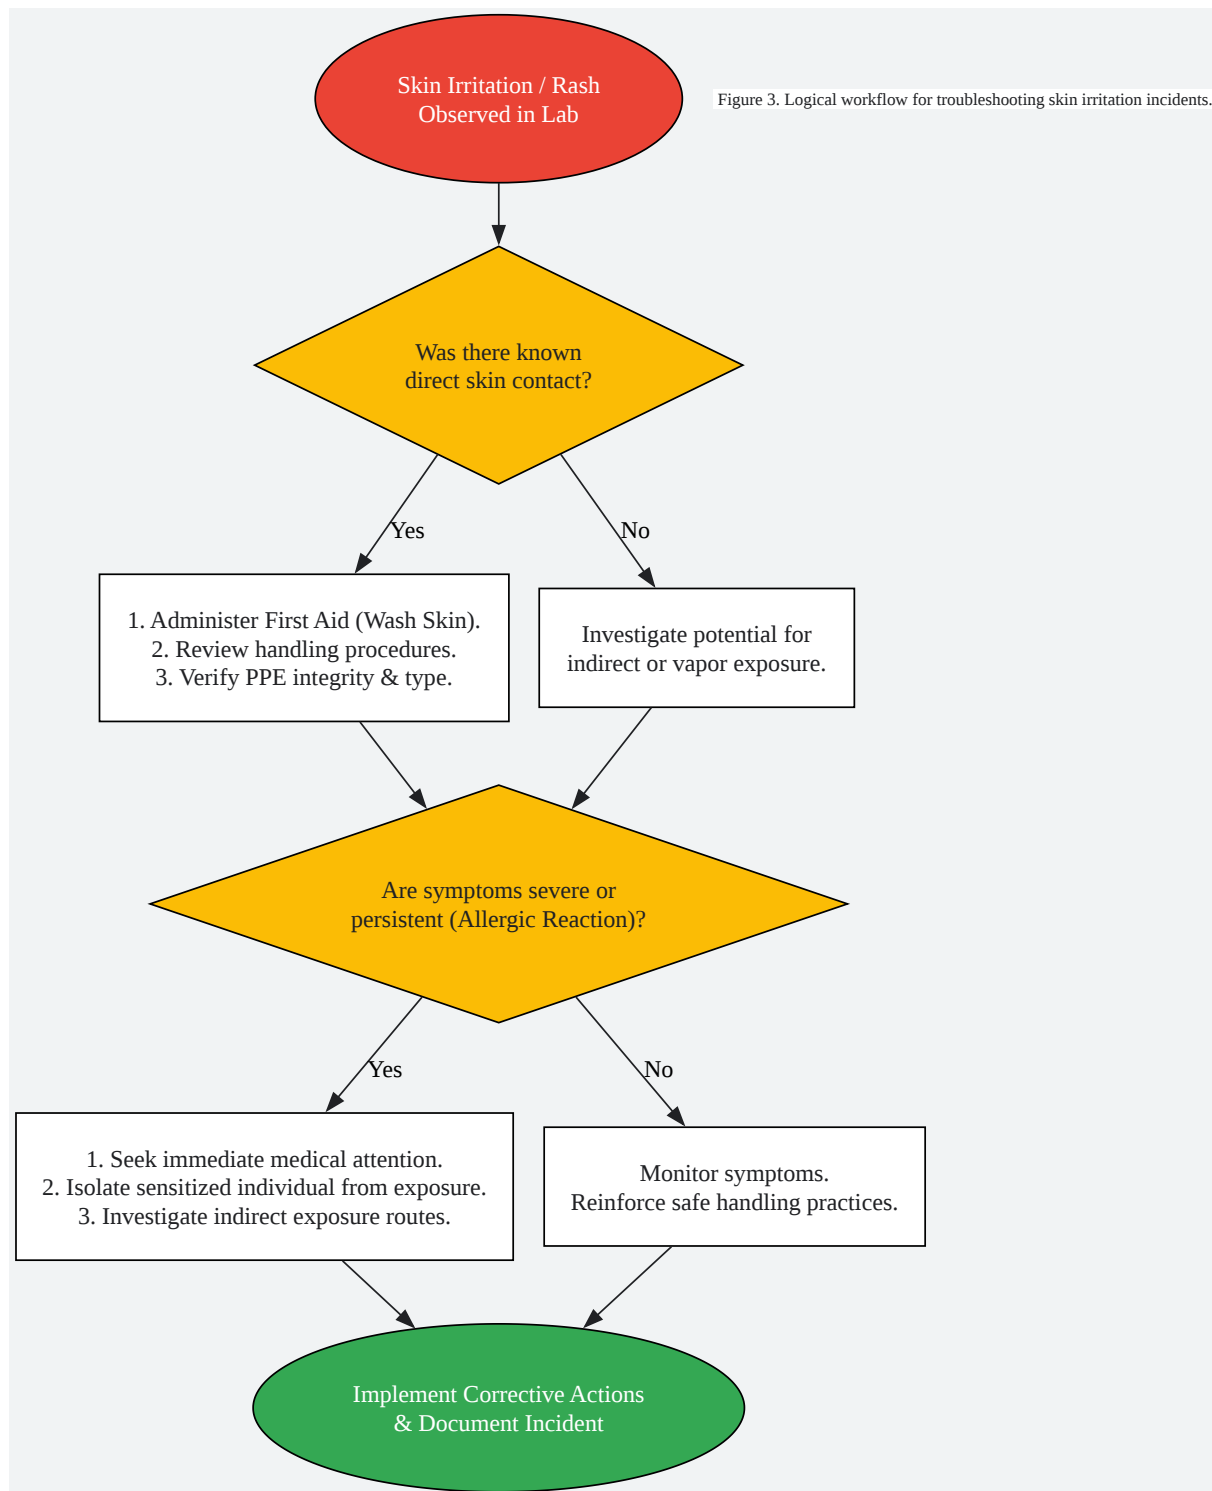 Skin Irritation / Rash
Observed in Lab
Figure 3. Logical workflow for troubleshooting skin irritation incidents.
Was there known
direct skin contact?
Yes
No
1. Administer First Aid (Wash Skin).
2. Review handling procedures.
3. Verify PPE integrity & type.
Investigate potential for
indirect or vapor exposure.
Are symptoms severe or
persistent (Allergic Reaction)?
Yes
No
1. Seek immediate medical attention.
2. Isolate sensitized individual from exposure.
3. Investigate indirect exposure routes.
Monitor symptoms.
Reinforce safe handling practices.
Implement Corrective Actions
& Document Incident